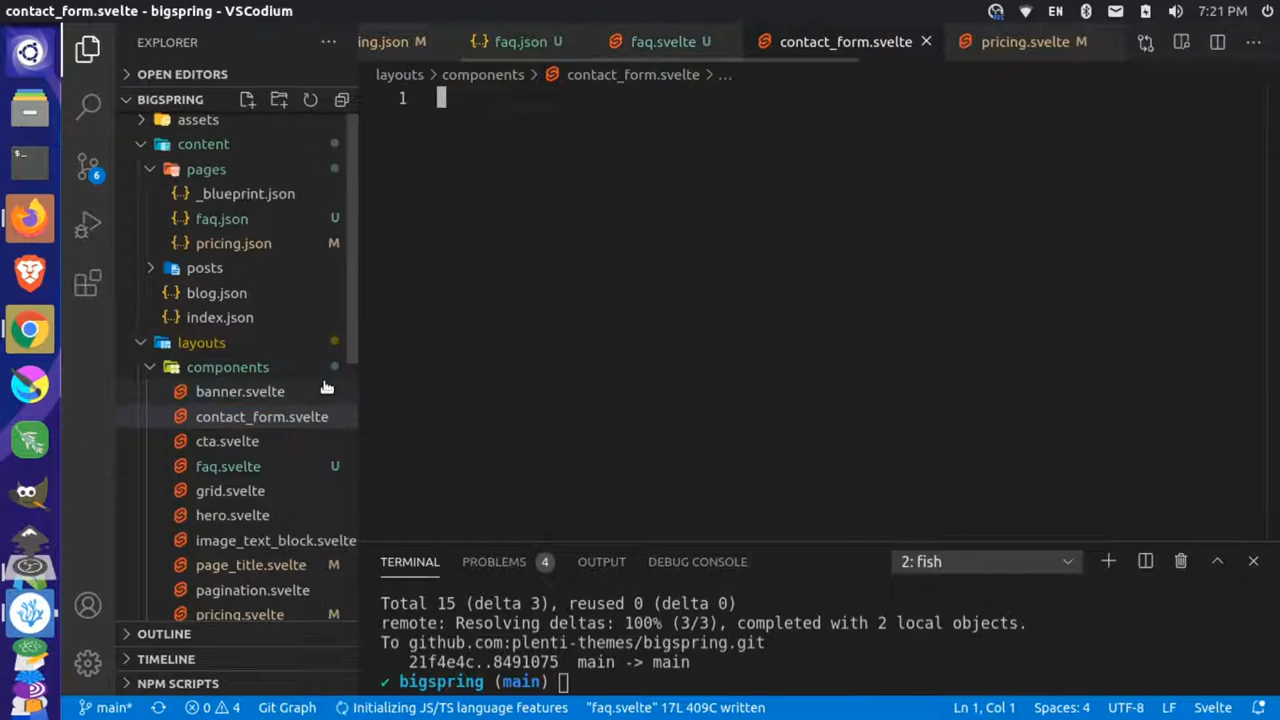 contact_form.svelte - bigspring - VSCodium
EN
7:21 PM
EXPLORER
ing.json M
faq.json U
faq.svelte U
contact_form.svelte
pricing.svelte M
OPEN EDITORS
layouts > components > contact_form.svelte > ...
BIGSPRING
1
assets
content
pages
_blueprint.json
faq.json U
pricing.json M
posts
blog.json
index.json
layouts
components
banner.svelte
contact_form.svelte
cta.svelte
faq.svelte U
grid.svelte
hero.svelte
image_text_block.svelte
page_title.svelte M
pagination.svelte
pricing.svelte M
6
OUTLINE
TIMELINE
NPM SCRIPTS
TERMINAL PROBLEMS 4 OUTPUT DEBUG CONSOLE 2: fish
Total 15 (delta 3), reused 0 (delta 0)
remote: Resolving deltas: 100% (3/3), completed with 2 local objects.
To github.com:plenti-themes/bigspring.git
21f4e4c..8491075 main -> main
✔ bigspring (main)
main* 0 4 Git Graph Initializing JS/TS language features "faq.svelte" 17L 409C written Ln 1, Col 1 Spaces: 4 UTF-8 LF Svelte